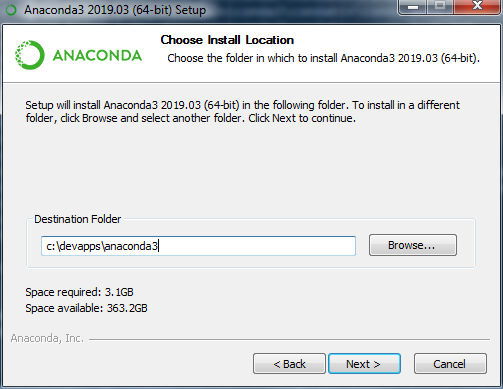 Anaconda3 2019.03 (64-bit) Setup
ANACONDA
Choose Install Location
Choose the folder in which to install Anaconda3 2019.03 (64-bit).
Setup will install Anaconda3 2019.03 (64-bit) in the following folder. To install in a different
folder, click Browse and select another folder. Click Next to continue.
Destination Folder
c:\devapps\anaconda3
Browse...
Space required: 3.1GB
Space available: 363.2GB
Anaconda, Inc.
< Back
Next >
Cancel